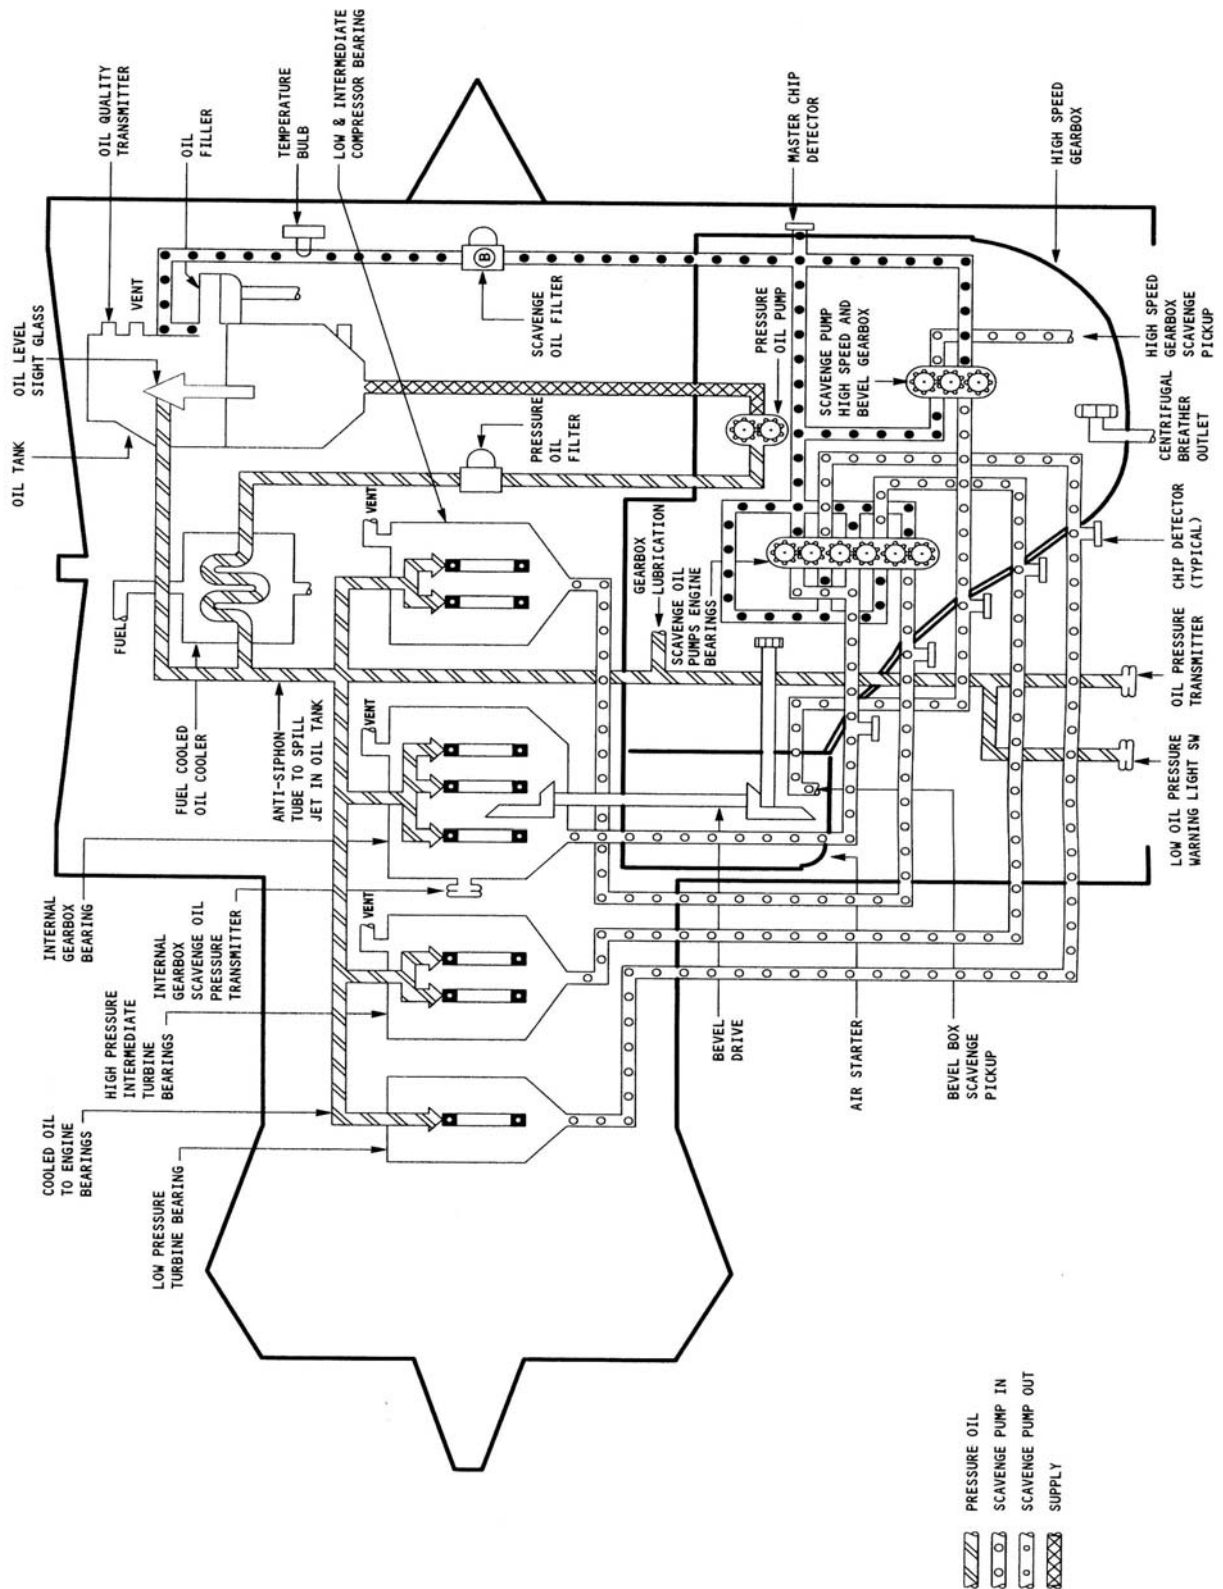 OIL TANK
OIL LEVEL
SIGHT GLASS
VENT
OIL QUALITY
TRANSMITTER
OIL
FILLER
TEMPERATURE
BULB
LOW & INTERMEDIATE
COMPRESSOR BEARING
FUEL
FUEL COOLED
OIL COOLER
ANTI-SIPHON
TUBE TO SPILL
JET IN OIL TANK
VENT
PRESSURE
OIL
FILTER
SCAVENGE
OIL FILTER
B
PRESSURE
OIL PUMP
MASTER CHIP
DETECTOR
HIGH SPEED
GEARBOX
SCAVENGE PUMP
HIGH SPEED AND
BEVEL GEARBOX
GEARBOX
LUBRICATION
SCAVENGE OIL
PUMPS ENGINE
BEARINGS
VENT
VENT
INTERNAL
GEARBOX
BEARING
INTERNAL
GEARBOX
SCAVENGE OIL
PRESSURE
TRANSMITTER
HIGH PRESSURE
INTERMEDIATE
TURBINE
BEARINGS
COOLED OIL
TO ENGINE
BEARINGS
LOW PRESSURE
TURBINE BEARING
BEVEL
DRIVE
AIR STARTER
BEVEL BOX
SCAVENGE
PICKUP
LOW OIL PRESSURE
WARNING LIGHT SW
OIL PRESSURE
TRANSMITTER
CHIP DETECTOR
(TYPICAL)
CENTRIFUGAL
BREATHER
OUTLET
HIGH SPEED
GEARBOX
SCAVENGE
PICKUP
PRESSURE OIL
SCAVENGE PUMP IN
SCAVENGE PUMP OUT
SUPPLY